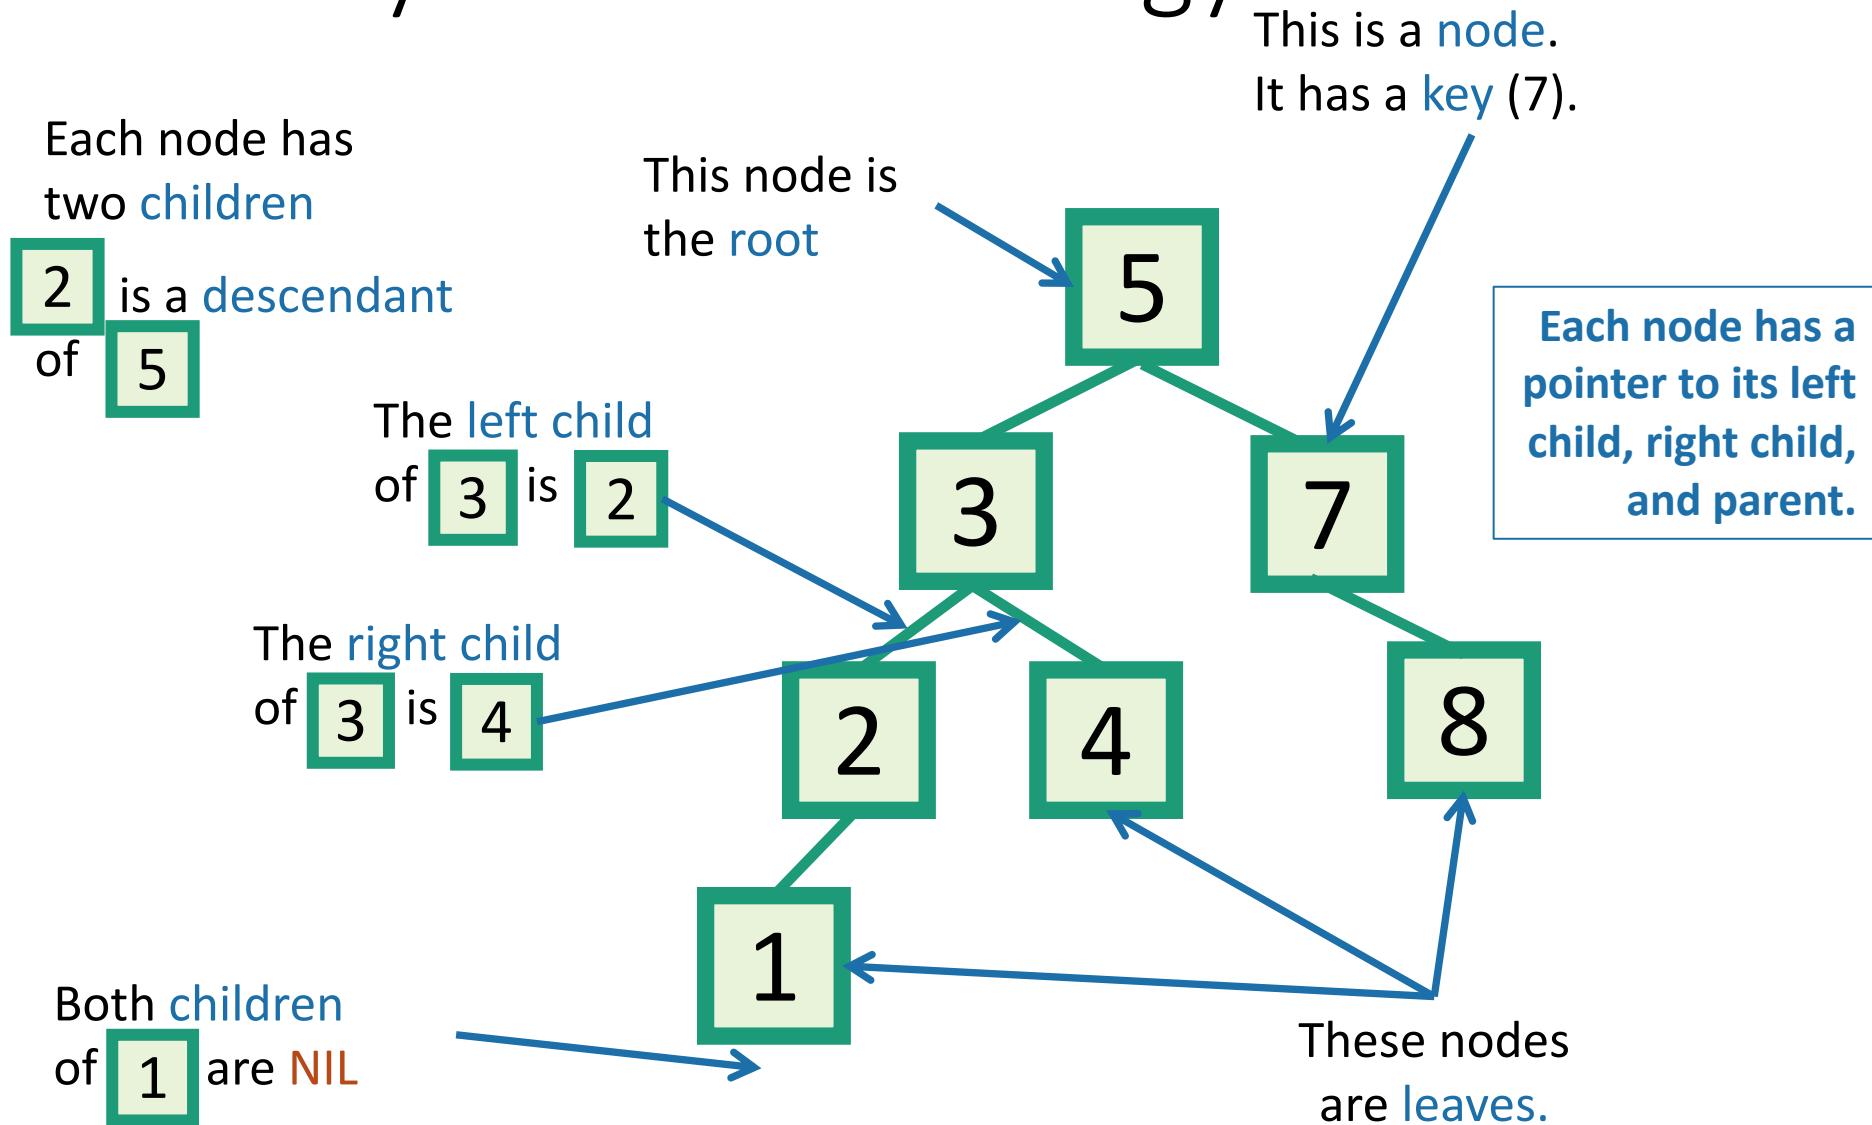 This is a node.
It has a key (7).
Each node has
two children
2 is a descendant
of 5
This node is
the root
5
Each node has a
pointer to its left
child, right child,
and parent.
The left child
of 3 is 2
3
7
The right child
of 3 is 4
2
4
8
1
Both children
of 1 are NIL
These nodes
are leaves.